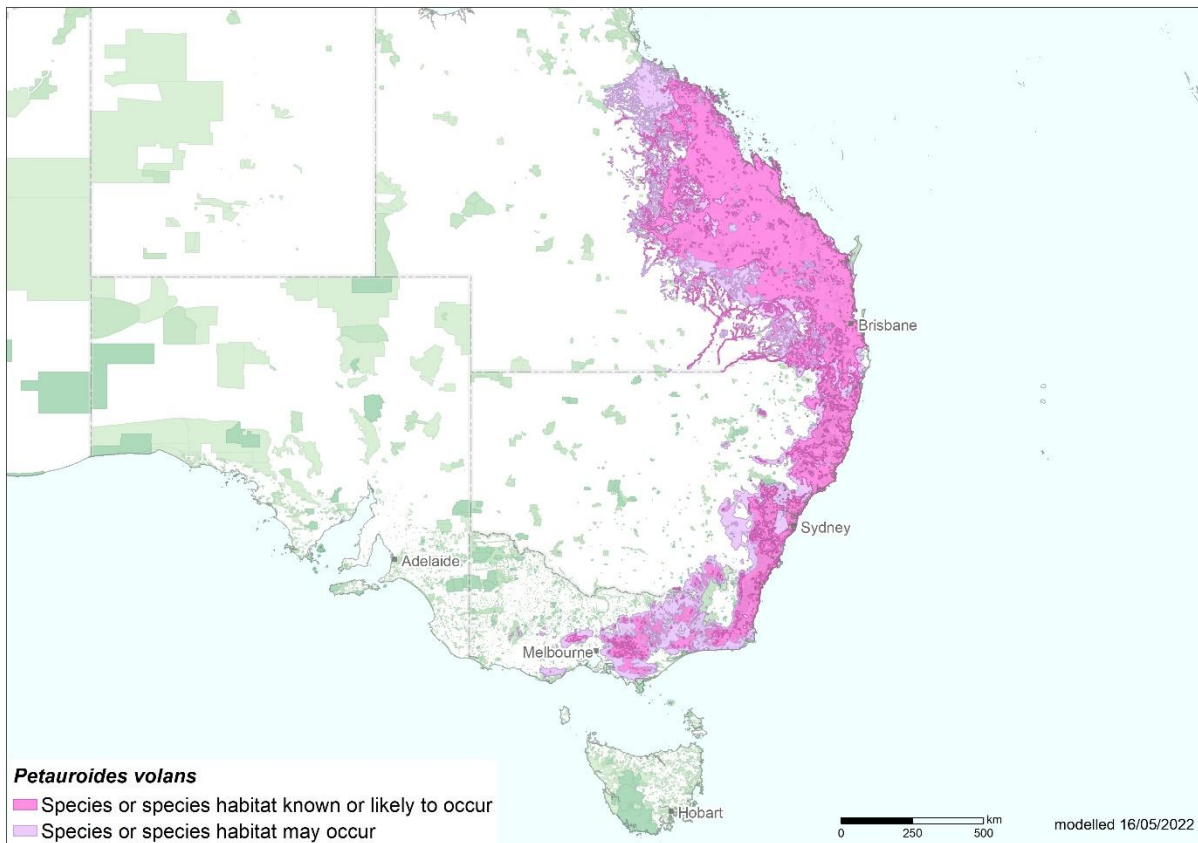 Brisbane
Sydney
Adelaide
Melbourne
Hobart
Petauroides volans
Species or species habitat known or likely to occur
Species or species habitat may occur
km
0 250 500
modelled 16/05/2022